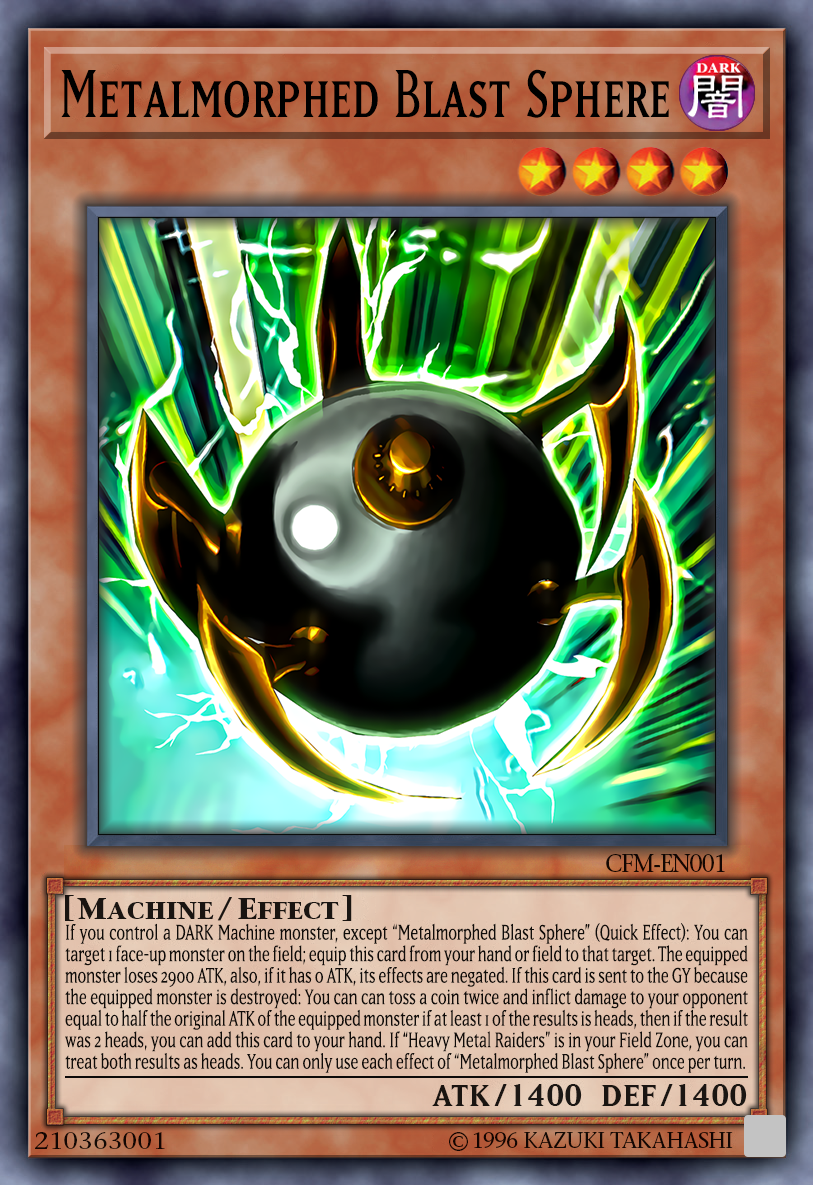 Metalmorphed Blast Sphere
DARK
闇
CFM-EN001
[Machine / Effect]
If you control a DARK Machine monster, except “Metalmorphed Blast Sphere” (Quick Effect): You can
target 1 face-up monster on the field; equip this card from your hand or field to that target. The equipped
monster loses 2900 ATK, also, if it has 0 ATK, its effects are negated. If this card is sent to the GY because
the equipped monster is destroyed: You can can toss a coin twice and inflict damage to your opponent
equal to half the original ATK of the equipped monster if at least 1 of the results is heads, then if the result
was 2 heads, you can add this card to your hand. If “Heavy Metal Raiders” is in your Field Zone, you can
treat both results as heads. You can only use each effect of “Metalmorphed Blast Sphere” once per turn.
ATK/1400 DEF/1400
210363001
© 1996 KAZUKI TAKAHASHI